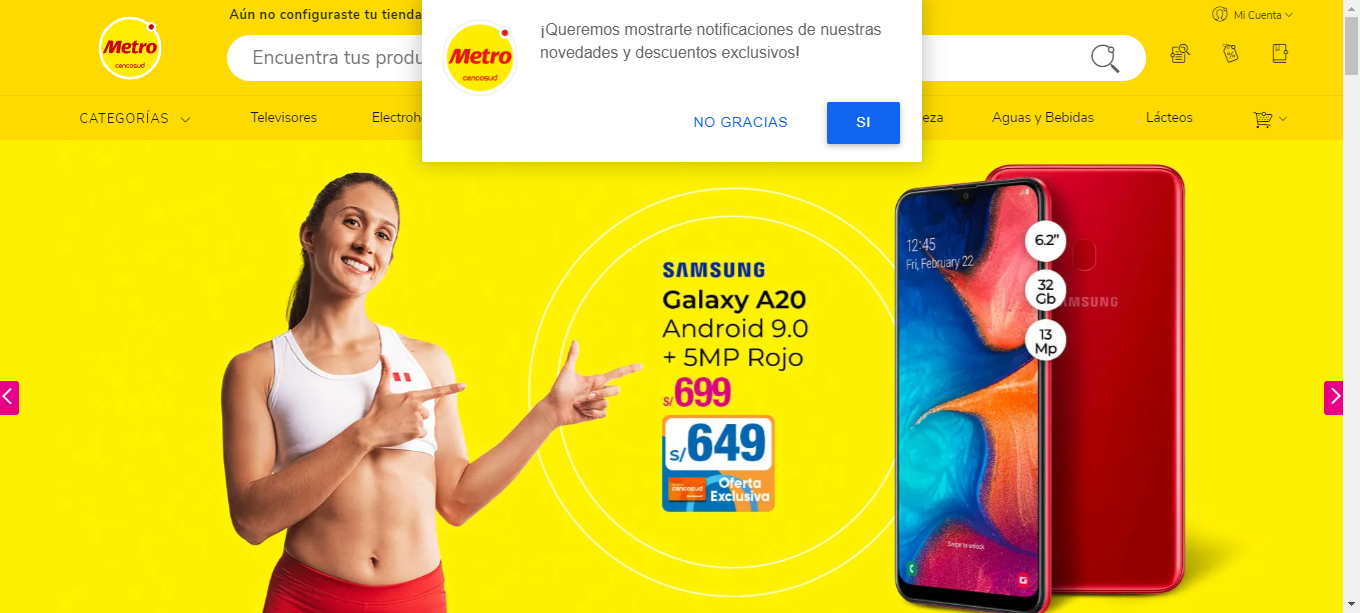 Aún no configuraste tu tienda
Metro
cencosud
Metro
cencosud
¡Queremos mostrarte notificaciones de nuestras
novedades y descuentos exclusivos!
NO GRACIAS
SI
Mi Cuenta
Encuentra tus
CATEGORÍAS
Televisores
Aguas y Bebidas
Lácteos
SAMSUNG
Galaxy A20
Android 9.0
+ 5MP Rojo
S/ 699
S/ 649
cencosud
Oferta
Exclusiva
12:45
Fri, February 22
6.2”
32
Gb
13
Mp
SAMSUNG
Swipe to unlock